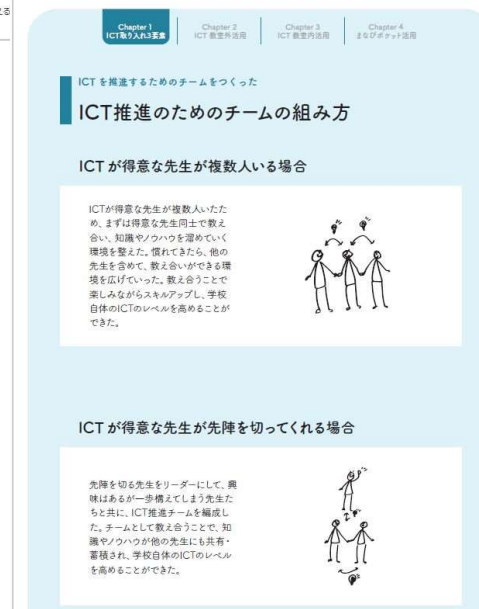 える
Chapter 1
ICT取り入れ3要素
Chapter 2
ICT 教室外活用
Chapter 3
ICT 教室内活用
Chapter 4
まなびポケット活用
ICT を推進するためのチームをつくった
ICT推進のためのチームの組み方
ICT が得意な先生が複数人いる場合
ICTが得意な先生が複数人いたた
め、まずは得意な先生同士で教え
合い、知識やノウハウを溜めていく
環境を整えた。慣れてきたら、他の
先生を含めて、教え合いができる環
境を広げていった。教え合うことで
楽しみながらスキルアップし、学校
自体のICTのレベルを高めることが
できた。
ICT が得意な先生が先陣を切ってくれる場合
先陣を切る先生をリーダーにして、興
味はあるが一歩構えてしまう先生た
ちと共に、ICT推進チームを編成し
た。チームとして教え合うことで、知
識やノウハウが他の先生にも共有・
蓄積され、学校自体のICTのレベル
を高めることができた。